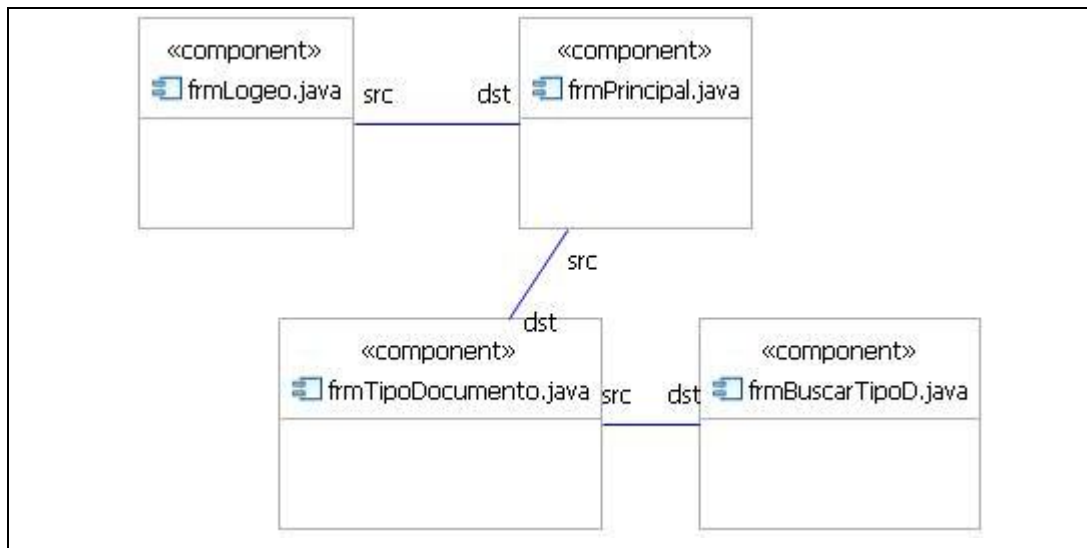 «component»
frmLogeo.java
src
dst
«component»
frmPrincipal.java
src
dst
«component»
frmTipoDocumento.java
src
dst
«component»
frmBuscarTipoD.java